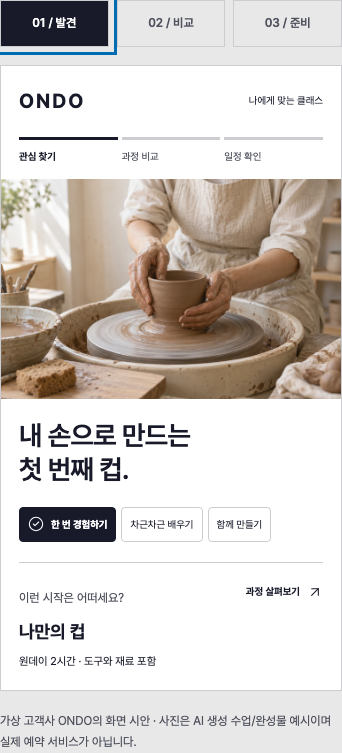 01 / 발견
02 / 비교
03 / 준비
ONDO
나에게 맞는 클래스
관심 찾기
과정 비교
일정 확인
내 손으로 만드는
첫 번째 컵.
한 번 경험하기
차근차근 배우기
함께 만들기
이런 시작은 어떠세요?
과정 살펴보기
나만의 컵
원데이 2시간 · 도구와 재료 포함
가상 고객사 ONDO의 화면 시안 · 사진은 AI 생성 수업/완성물 예시이며
실제 예약 서비스가 아닙니다.